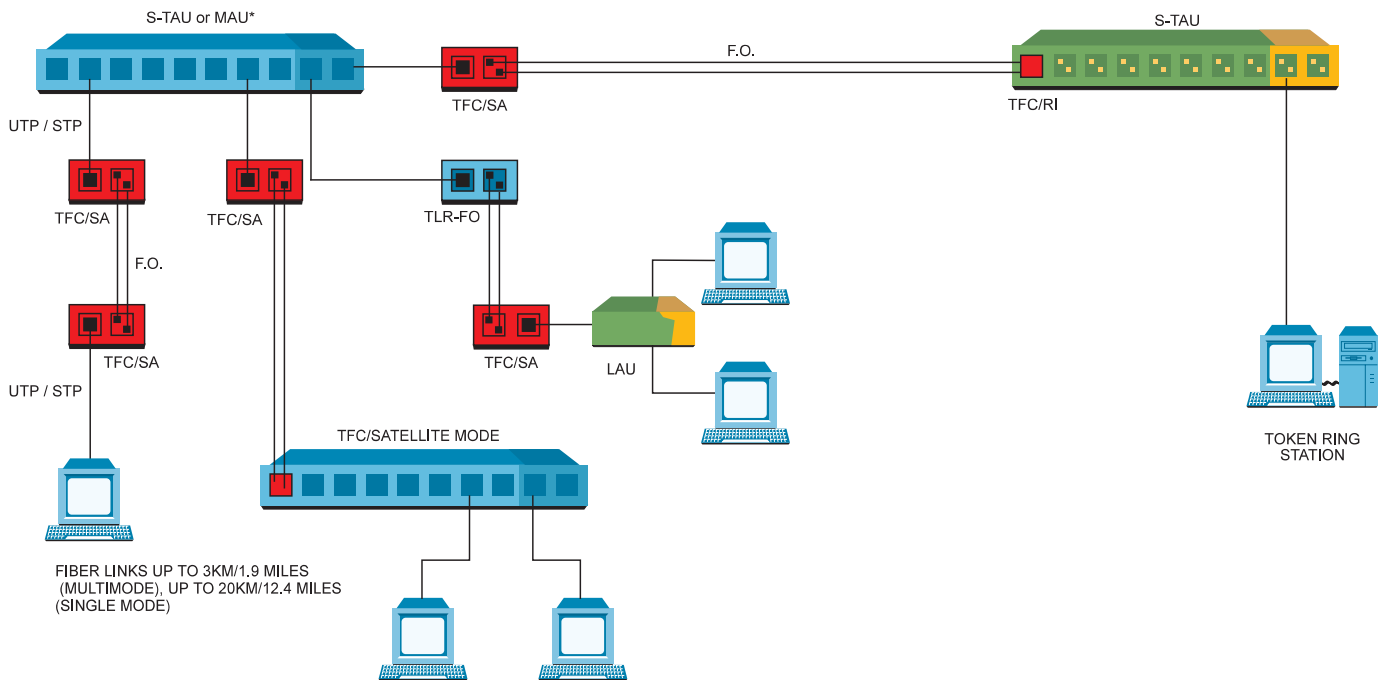 S-TAU or MAU*
S-TAU
F.O.
TFC/SA
TFC/RI
UTP / STP
TFC/SA
TFC/SA
TLR-FO
F.O.
TFC/SA
TFC/SA
LAU
UTP / STP
TFC/SATELLITE MODE
TOKEN RING
STATION
FIBER LINKS UP TO 3KM/1.9 MILES
(MULTIMODE), UP TO 20KM/12.4 MILES
(SINGLE MODE)